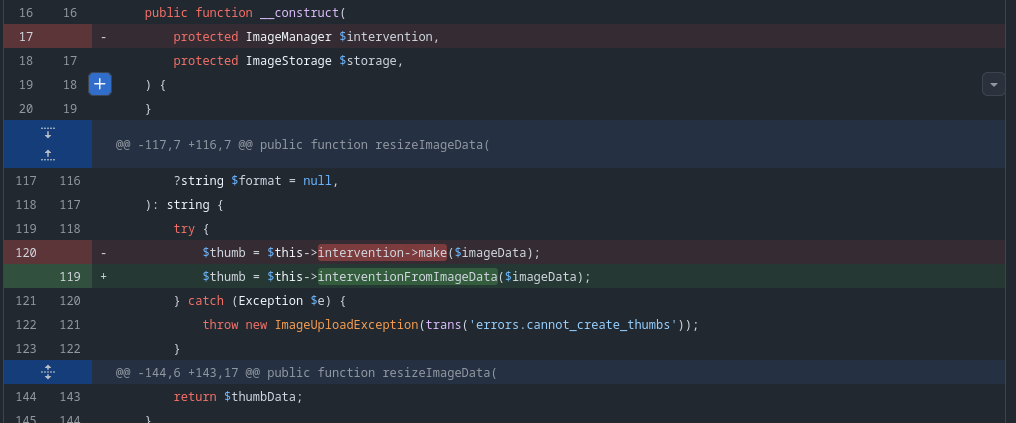 16 16 public function __construct(
17 - protected ImageManager $intervention,
18 17 protected ImageStorage $storage,
19 18 ) {
20 19 }
@@ -117,7 +116,7 @@ public function resizeImageData(
117 116 ?string $format = null,
118 117 ): string {
119 118 try {
120 - $thumb = $this->intervention->make($imageData);
119 + $thumb = $this->interventionFromImageData($imageData);
121 120 } catch (Exception $e) {
122 121 throw new ImageUploadException(trans('errors.cannot_create_thumbs'));
123 122 }
@@ -144,6 +143,17 @@ public function resizeImageData(
144 143 return $thumbData;
145 144 }